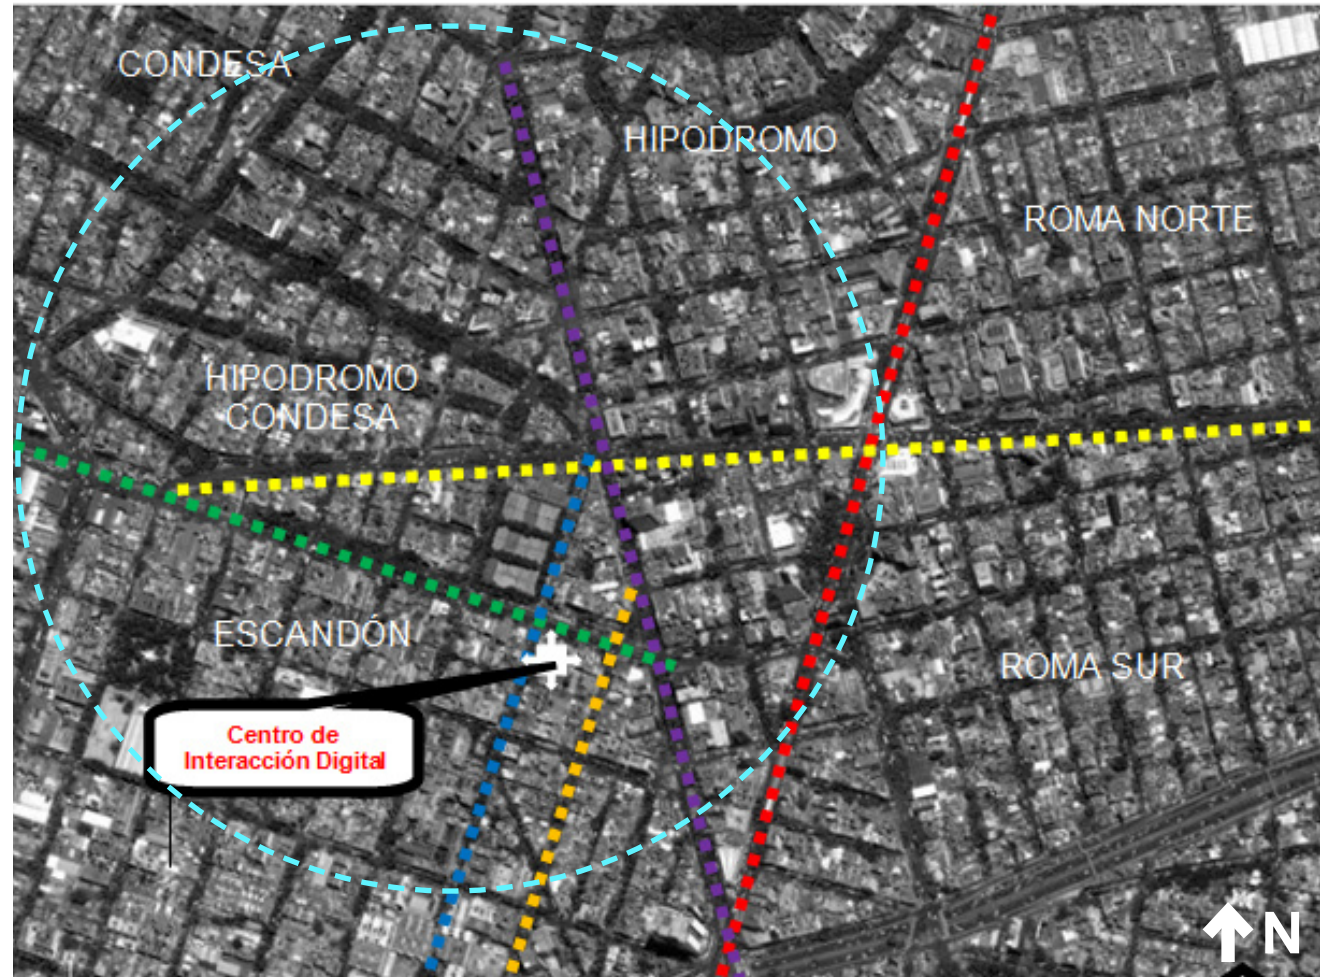 CONDESA
HIPODROMO
ROMA NORTE
HIPODROMO
CONDESA
ESCANDÓN
ROMA SUR
Centro de
Interacción Digital
N